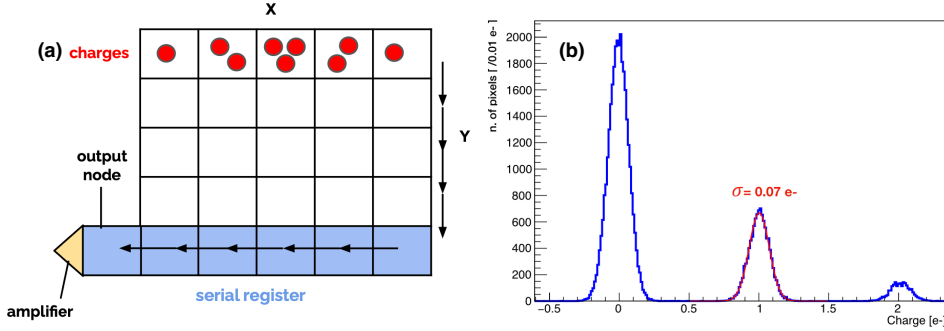 X
(a)
charges
Y
output
node
amplifier
serial register
(b)
n. of pixels [ /0.01 e- ]
2000
1800
1600
1400
1200
1000
800
600
400
200
0
σ = 0.07 e-
−0.5
0
0.5
1
1.5
2
Charge [e-]